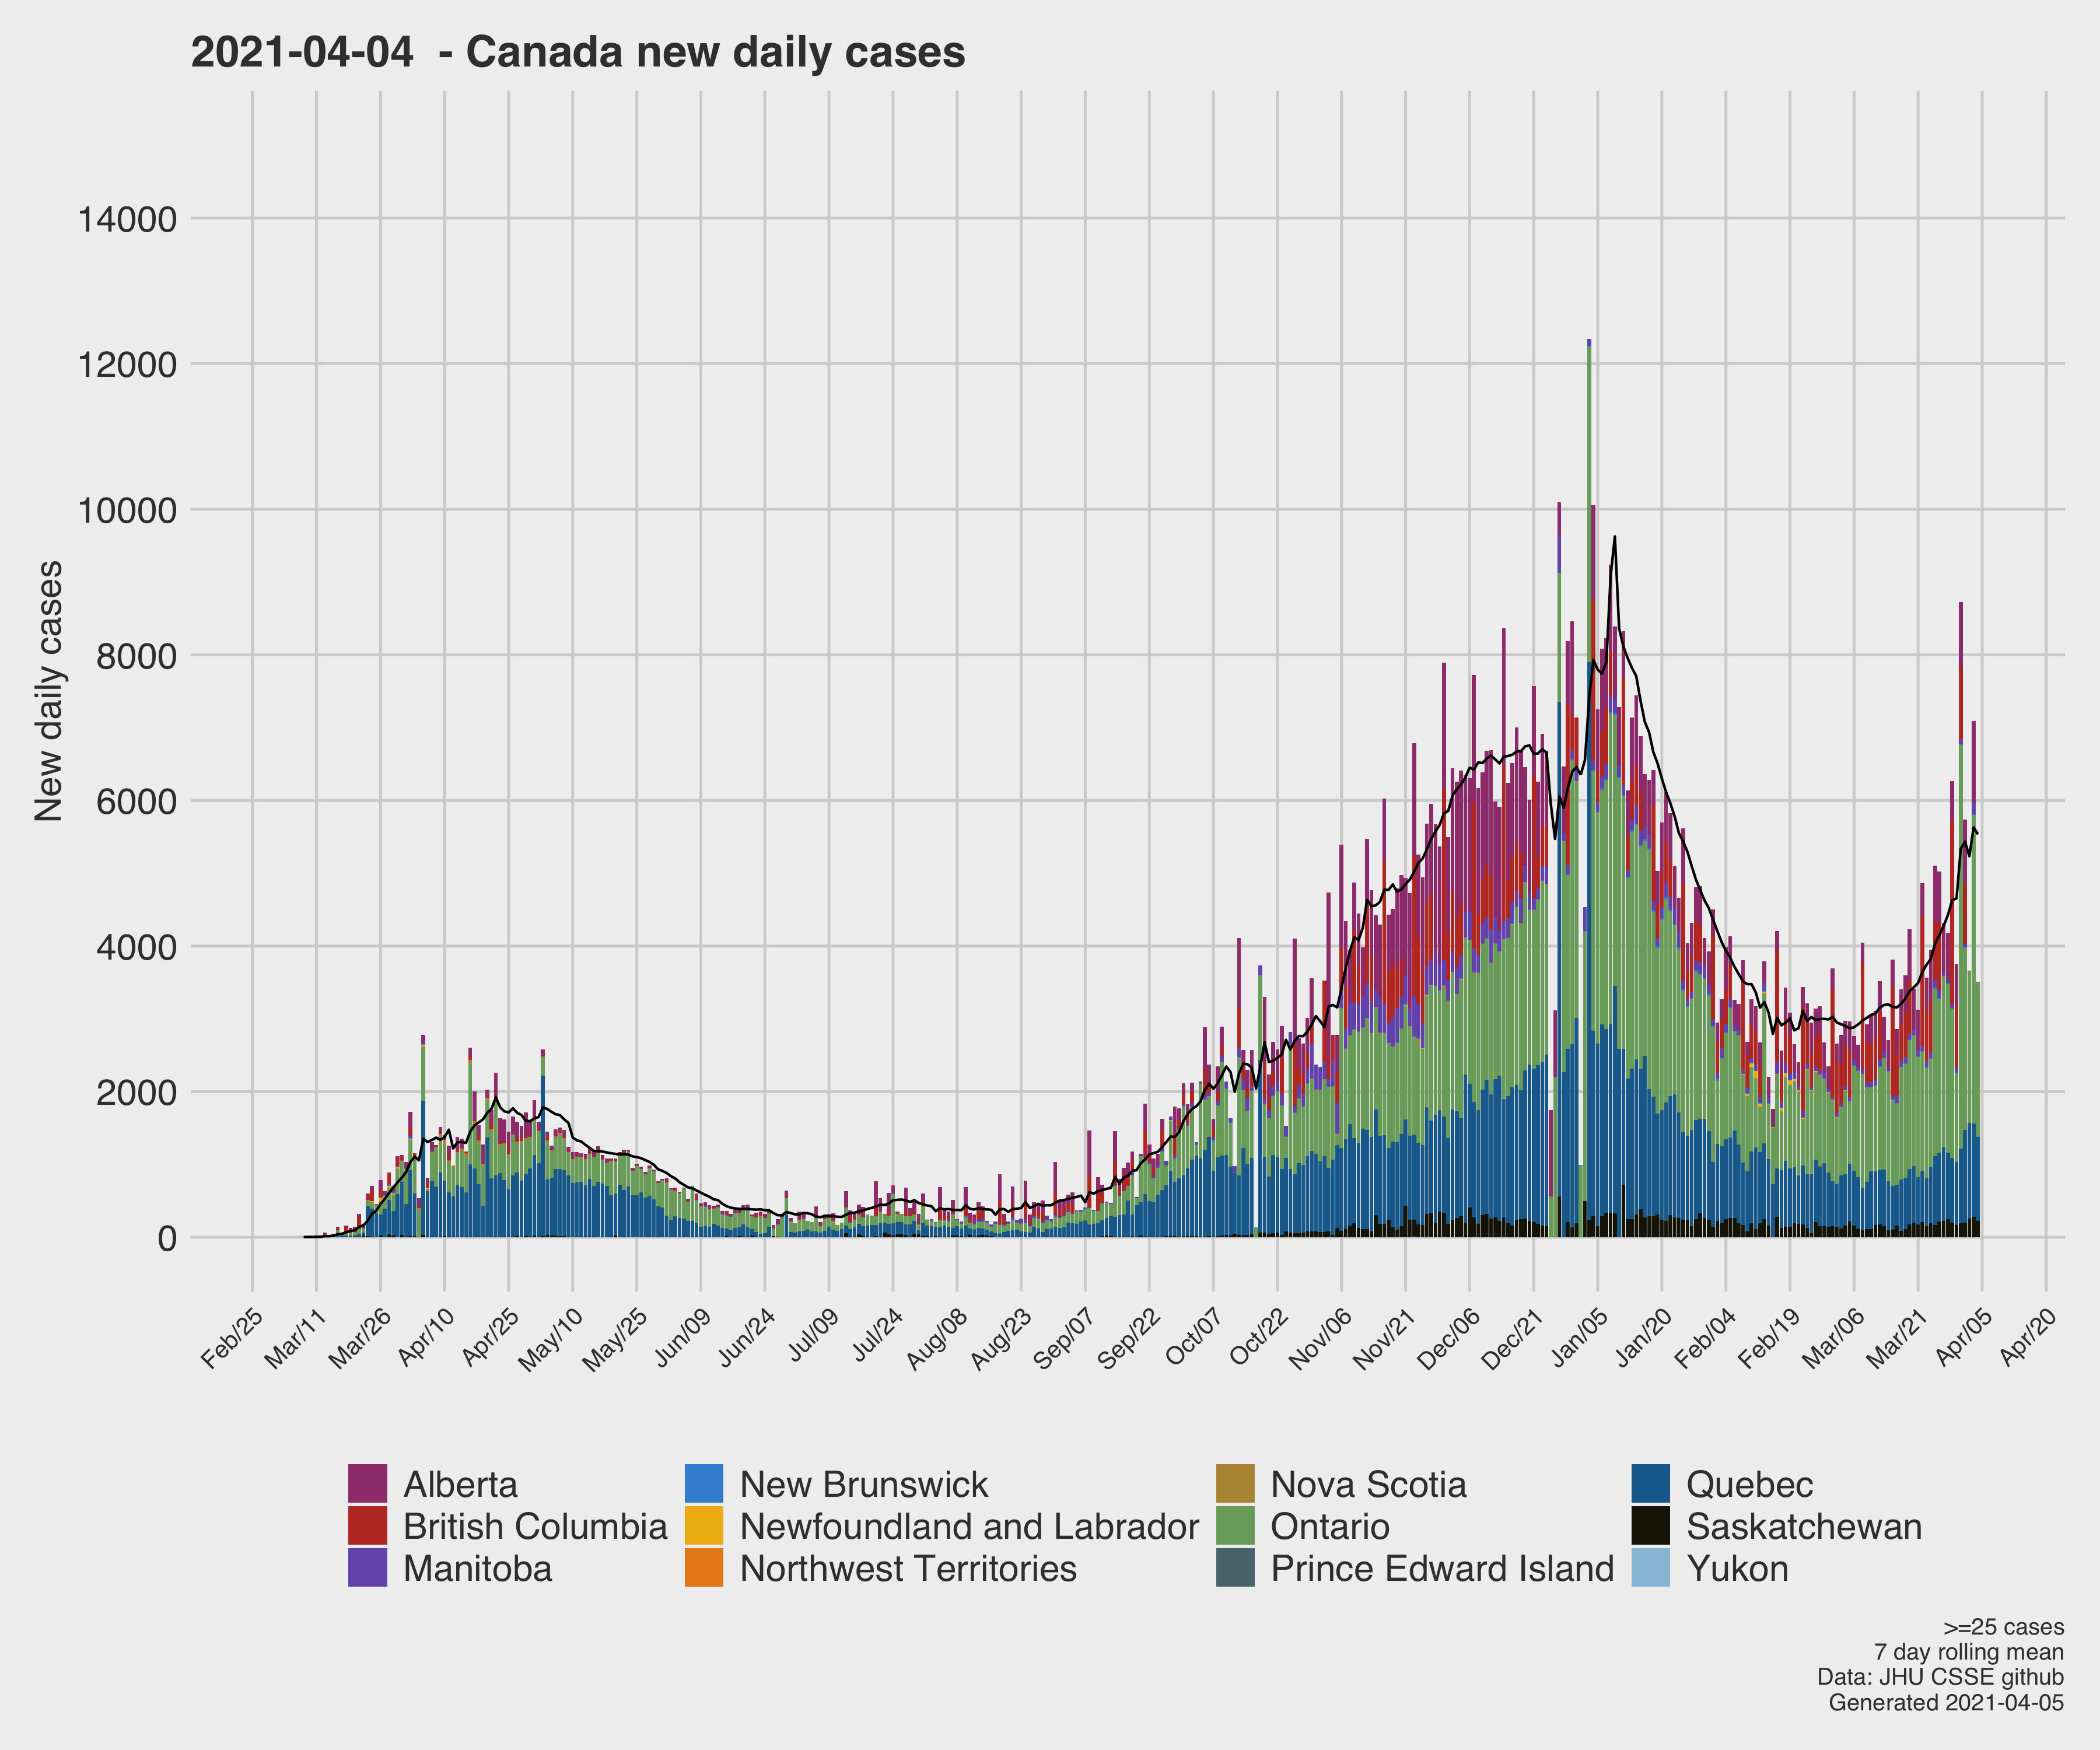 2021-04-04 - Canada new daily cases
New daily cases
14000
12000
10000
8000
6000
4000
2000
0
Feb/25 Mar/11 Mar/26 Apr/10 Apr/25 May/10 May/25 Jun/09 Jun/24 Jul/09 Jul/24 Aug/08 Aug/23 Sep/07 Sep/22 Oct/07 Oct/22 Nov/06 Nov/21 Dec/06 Dec/21 Jan/05 Jan/20 Feb/04 Feb/19 Mar/06 Mar/21 Apr/05 Apr/20
Alberta New Brunswick Nova Scotia Quebec
British Columbia Newfoundland and Labrador Ontario Saskatchewan
Manitoba Northwest Territories Prince Edward Island Yukon
>=25 cases
7 day rolling mean
Data: JHU CSSE github
Generated 2021-04-05